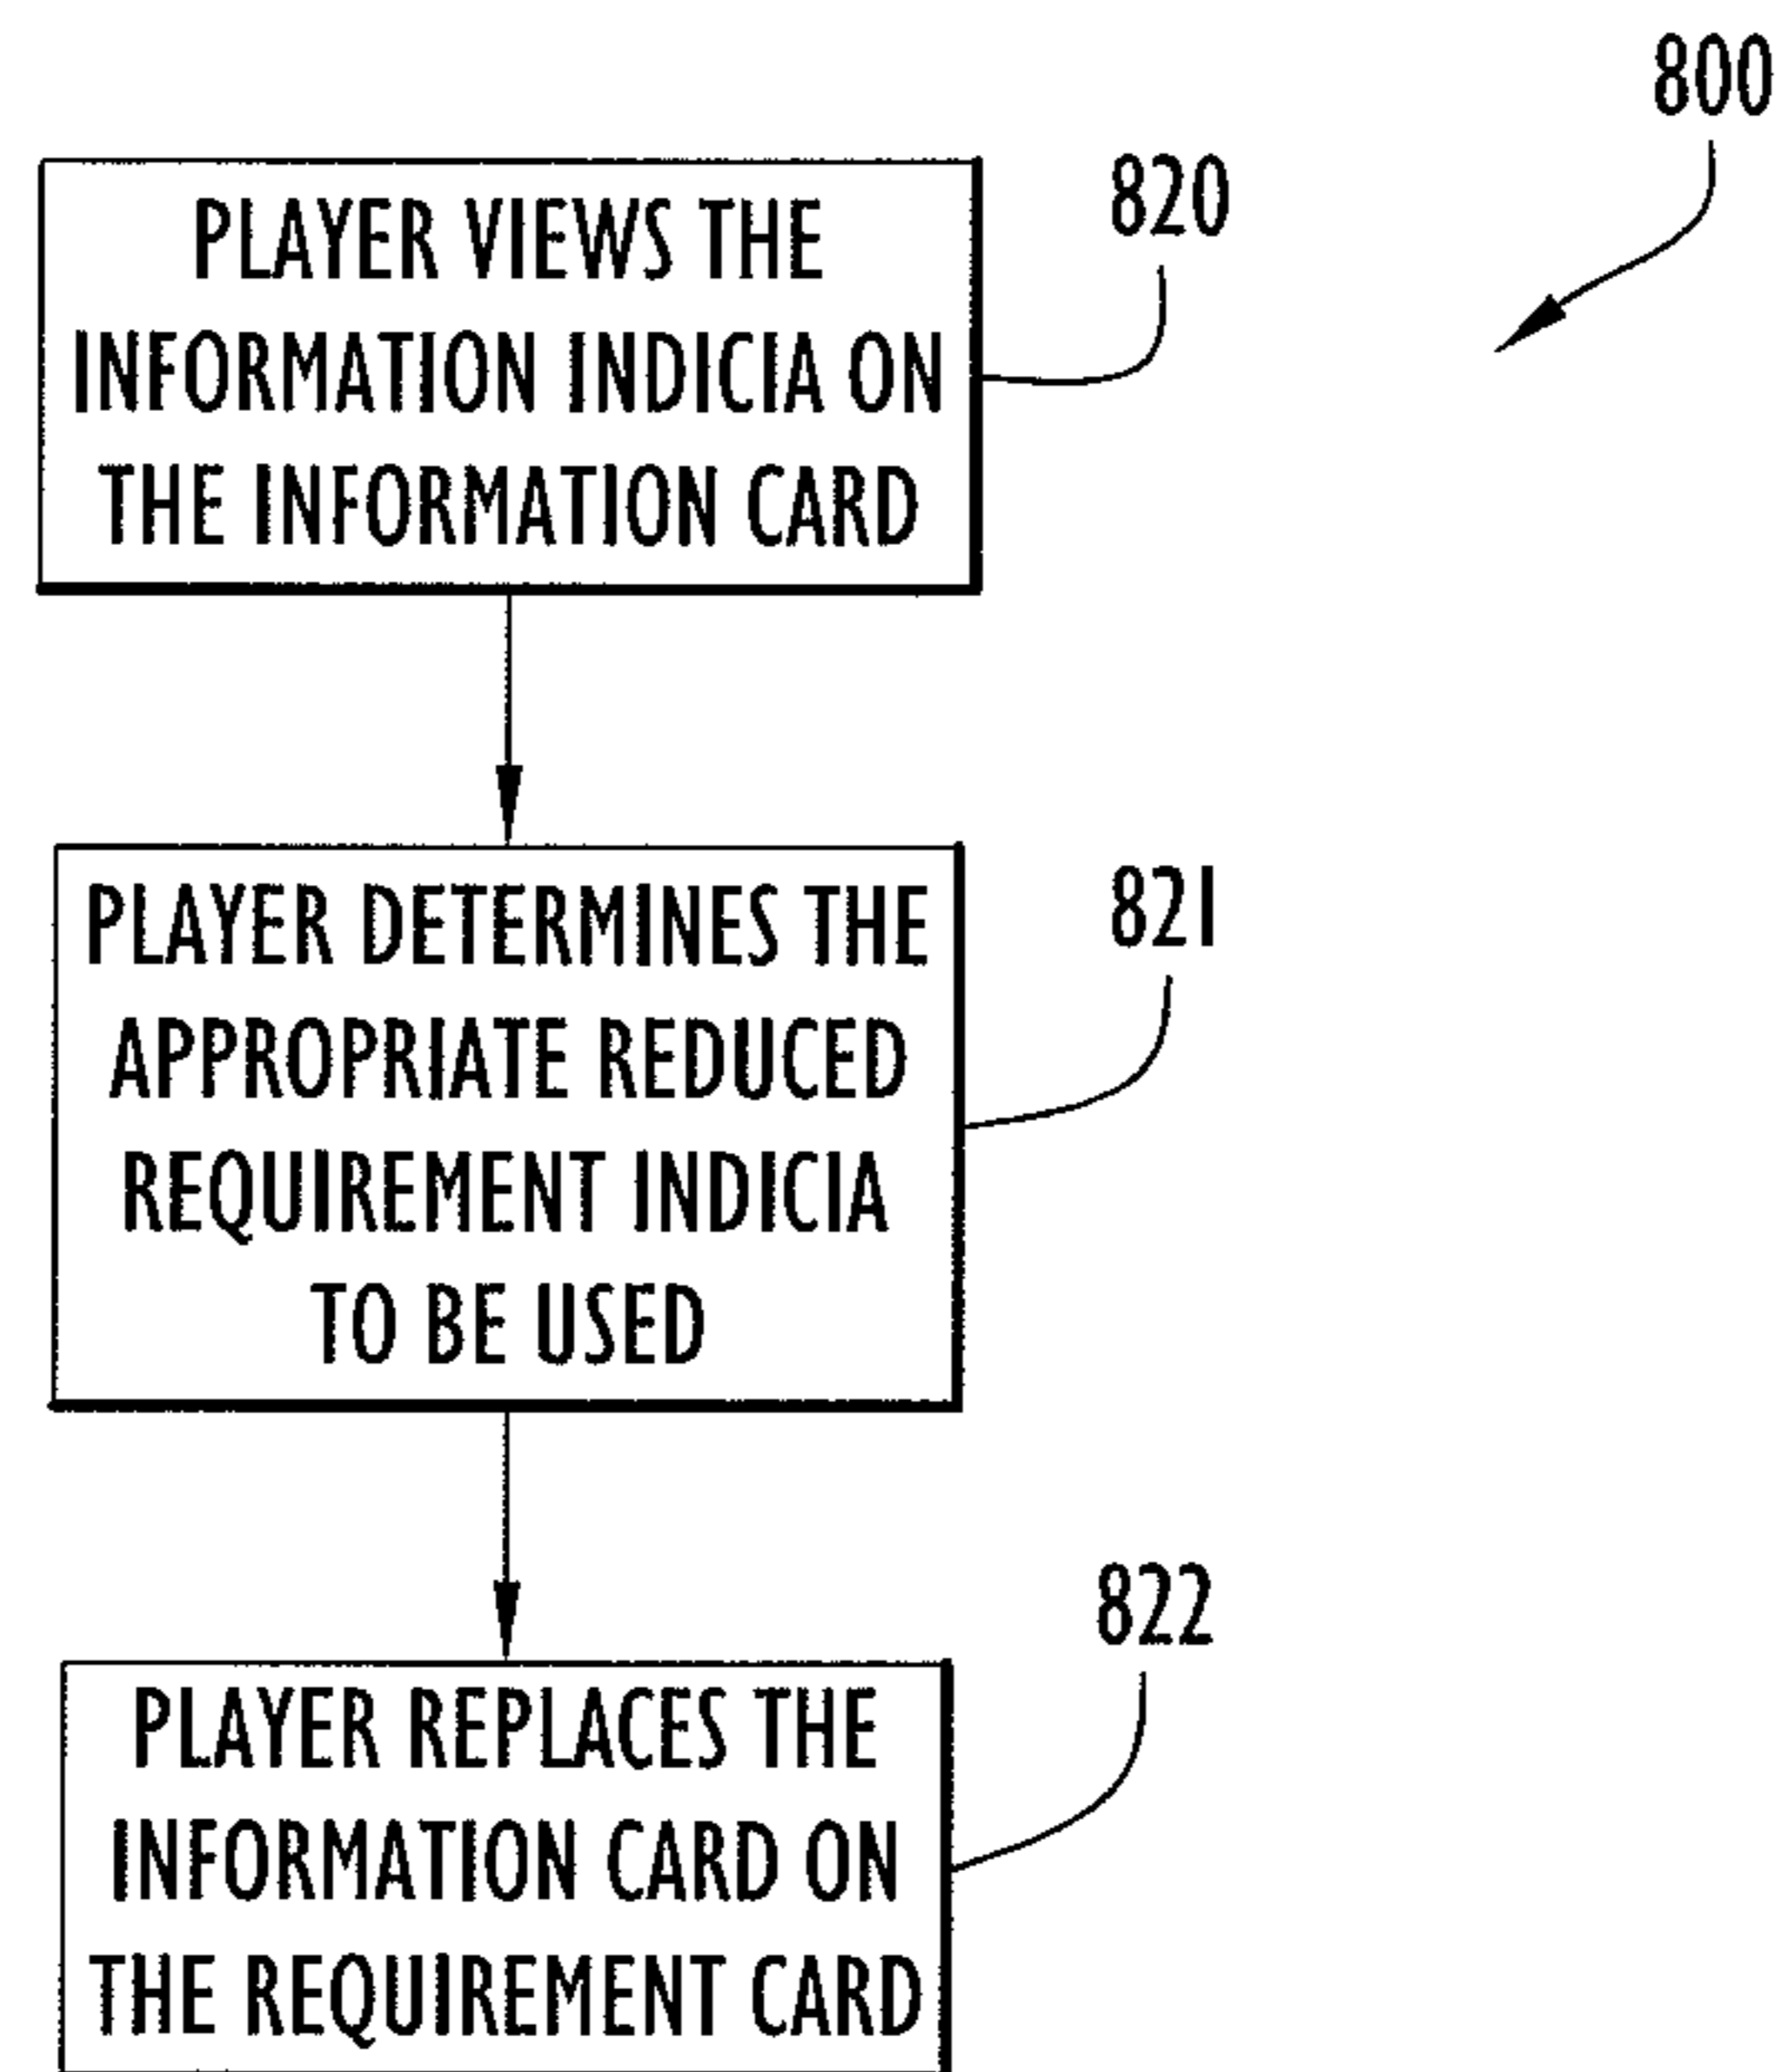 800
820
PLAYER VIEWS THE
INFORMATION INDICIA ON
THE INFORMATION CARD
821
PLAYER DETERMINES THE
APPROPRIATE REDUCED
REQUIREMENT INDICIA
TO BE USED
822
PLAYER REPLACES THE
INFORMATION CARD ON
THE REQUIREMENT CARD